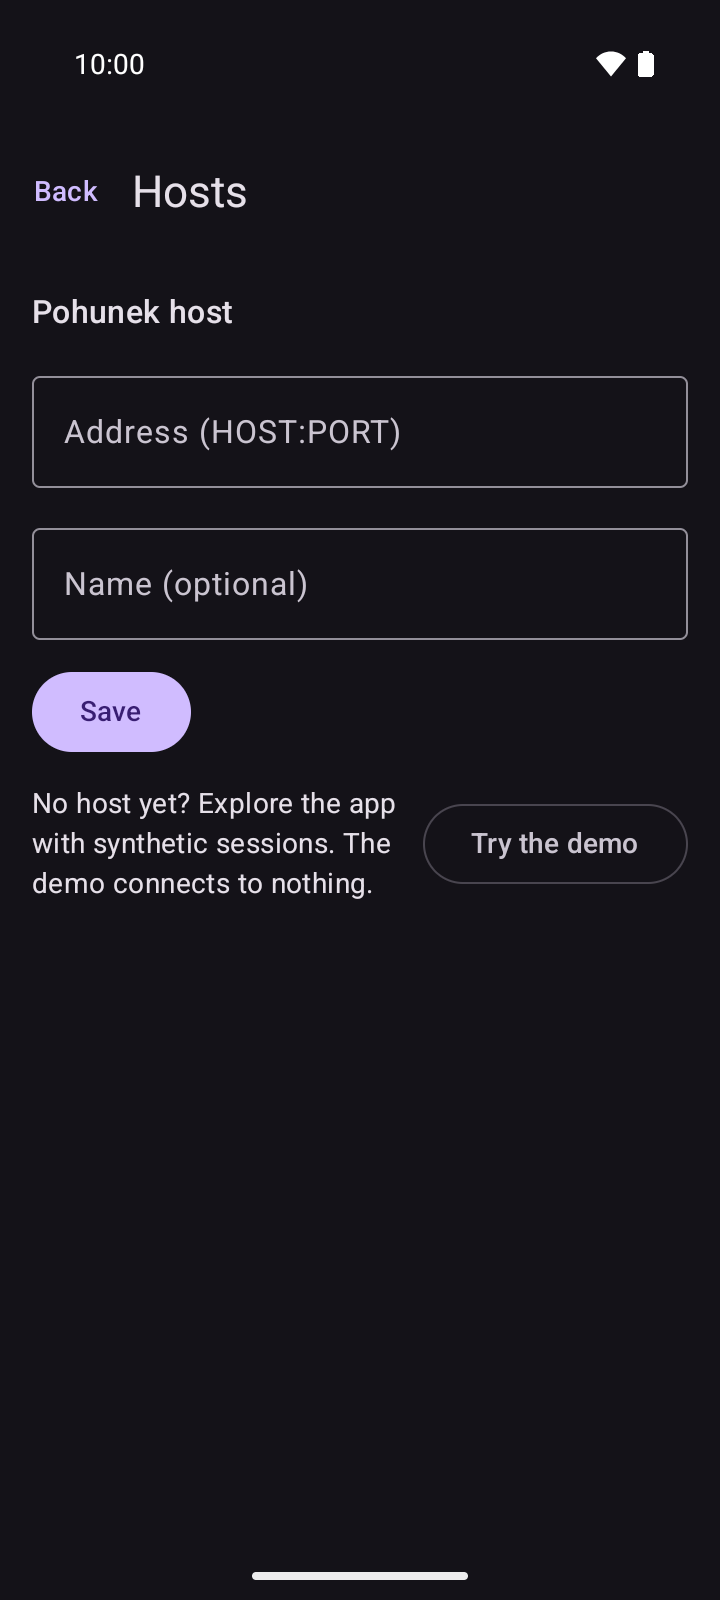 10:00
Back Hosts
Pohunek host
Address (HOST:PORT)
Name (optional)
Save
No host yet? Explore the app
with synthetic sessions. The
demo connects to nothing.
Try the demo